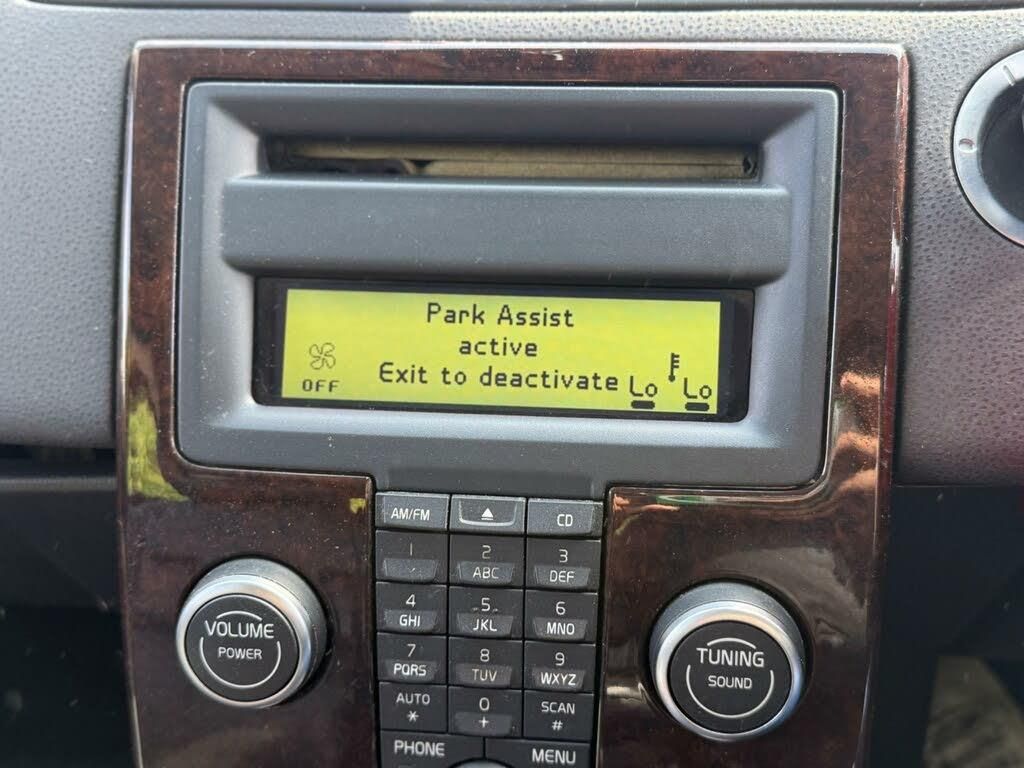 Park Assist
active
Exit to deactivate
OFF
Lo
Lo
AM/FM
CD
1
2
3
ABC
DEF
4
5
6
GHI
JKL
MNO
7
8
9
PQRS
TUV
WXYZ
AUTO
0
SCAN
*
+
#
PHONE
MENU
VOLUME
POWER
TUNING
SOUND